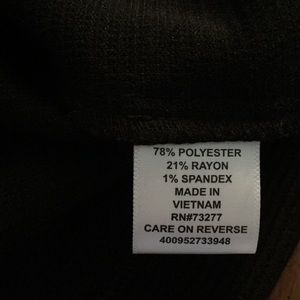 78% POLYESTER
21% RAYON
1% SPANDEX
MADE IN
VIETNAM
RN#73277
CARE ON REVERSE
400952733948